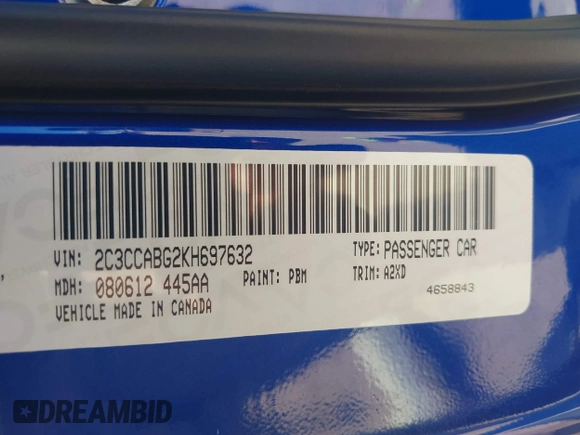 VIN: 2C3CCABG2KH697632 TYPE: PASSENGER CAR
MDH: 080612 445AA PAINT: PBM TRIM: A2XD
VEHICLE MADE IN CANADA 4658843
DREAMBID